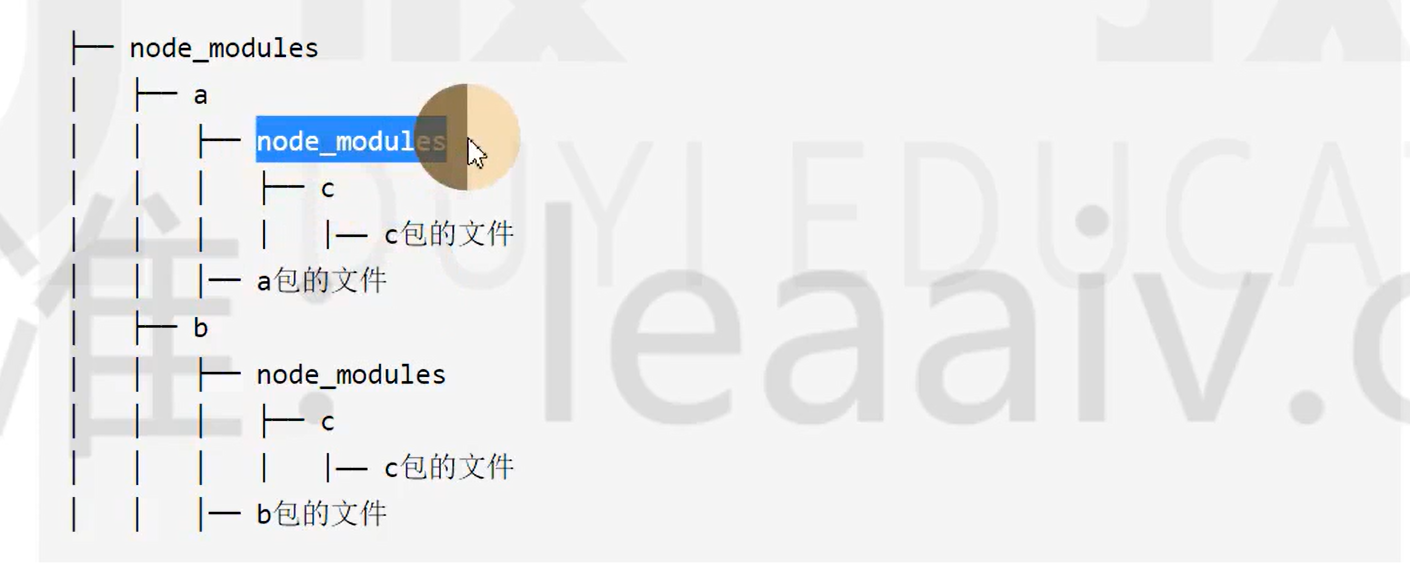 ├── node_modules
│   ├── a
│   │   ├── node_modules
│   │   │   ├── c
│   │   │   │   |── c包的文件
│   │   |── a包的文件
│   ├── b
│   │   ├── node_modules
│   │   │   ├── c
│   │   │   │   |── c包的文件
│   │   |── b包的文件
DUYI EDUCA
leaaiv.c
准